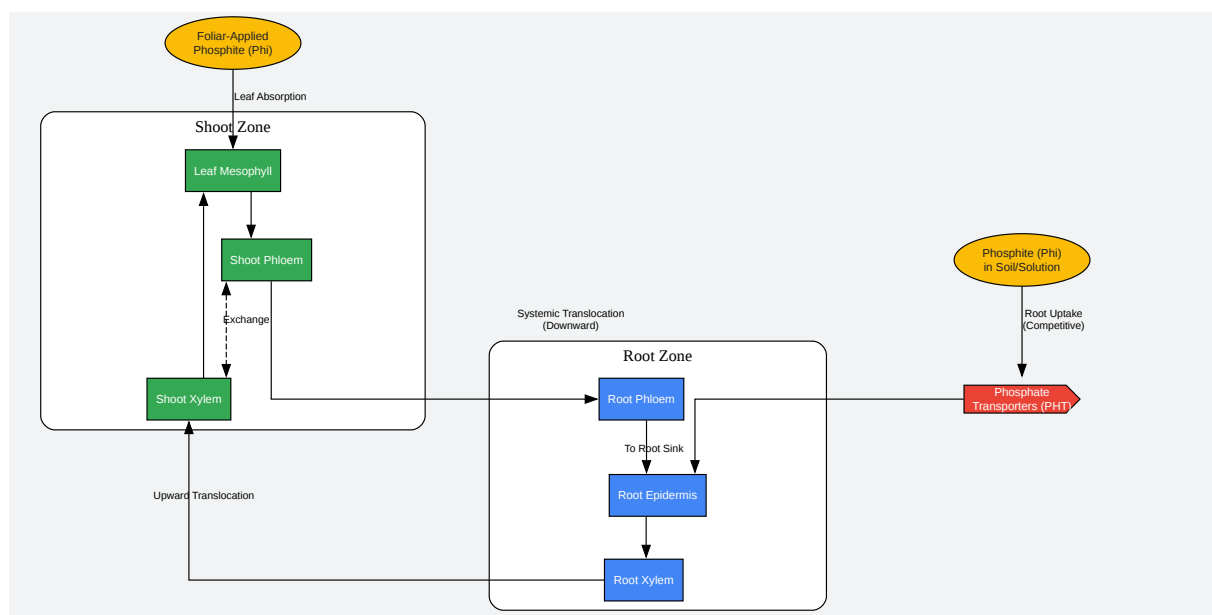 Foliar-Applied
Phosphite (Phi)
Leaf Absorption
Shoot Zone
Leaf Mesophyll
Shoot Phloem
Exchange
Shoot Xylem
Upward Translocation
Systemic Translocation
(Downward)
Root Zone
Root Phloem
To Root Sink
Root Epidermis
Root Xylem
Phosphite (Phi)
in Soil/Solution
Root Uptake
(Competitive)
Phosphate
Transporters (PHT)